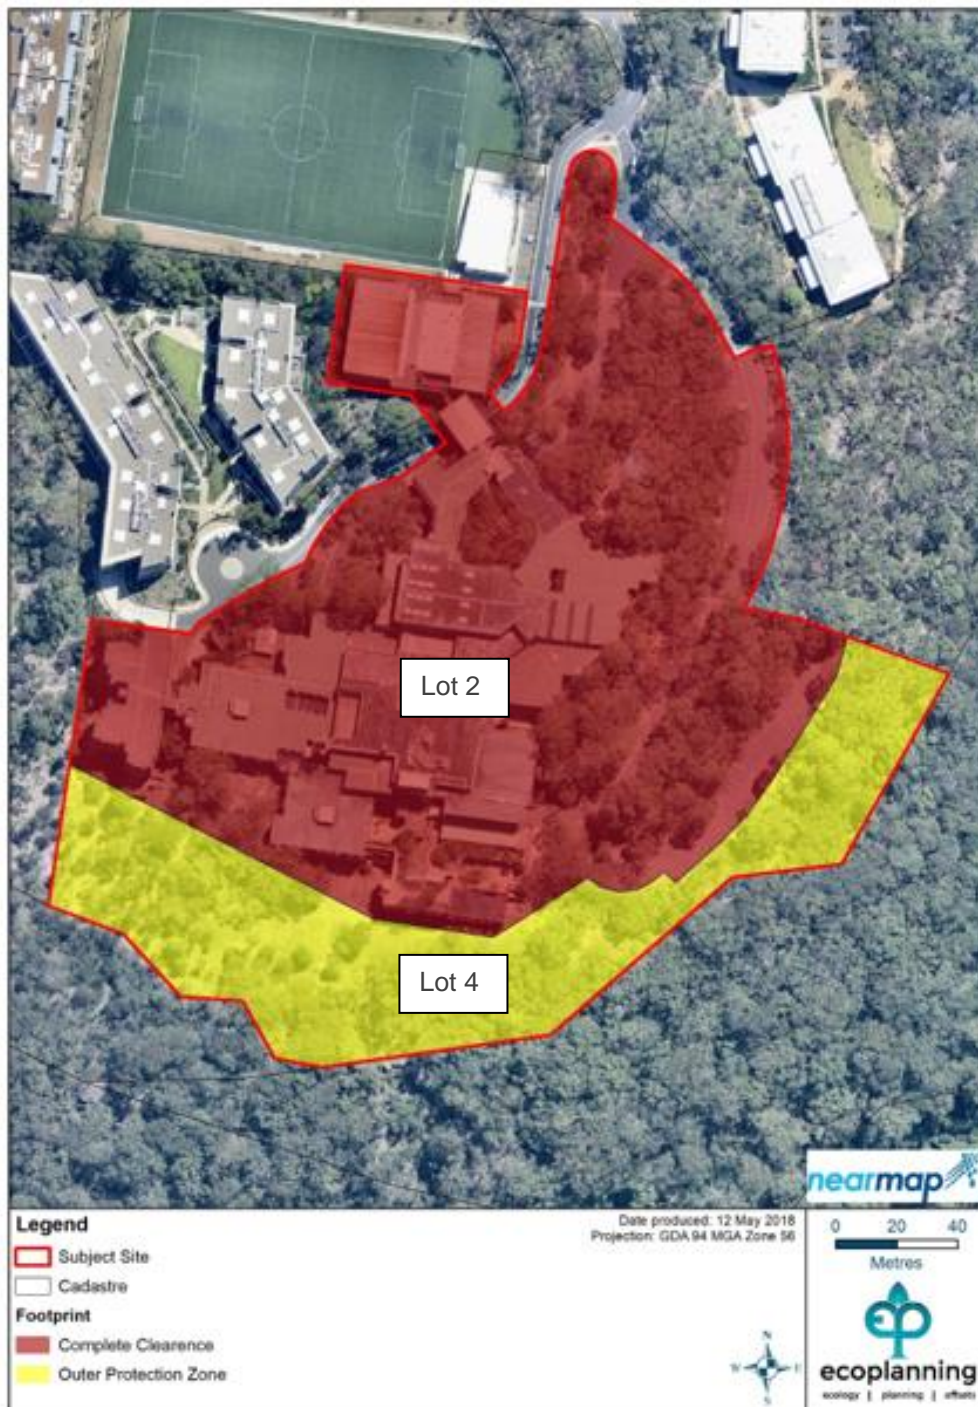 Lot 2
Lot 4
nearmap
Legend
Subject Site
Cadastre
Footprint
Complete Clearence
Outer Protection Zone
Date produced: 12 May 2018
Projection: GDA 94 MGA Zone 56
0 20 40
Metres
N
W E
S
ep
ecoplanning
ecology | planning | offsets